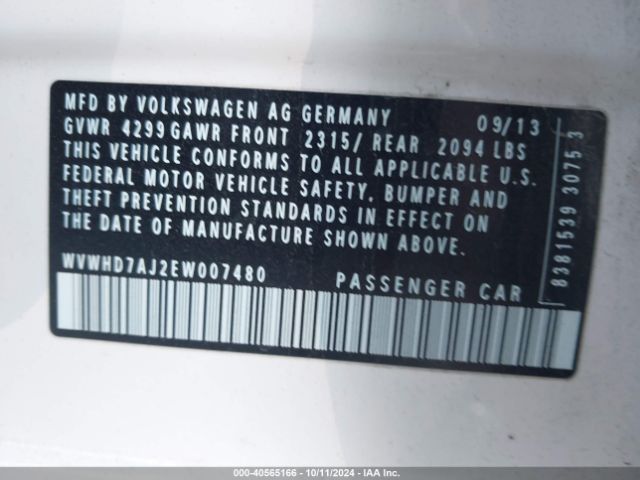 MFD BY VOLKSWAGEN AG GERMANY 09/13
GVWR 4299 GAWR FRONT 2315/ REAR 2094 LBS
THIS VEHICLE CONFORMS TO ALL APPLICABLE U.S.
FEDERAL MOTOR VEHICLE SAFETY, BUMPER AND
THEFT PREVENTION STANDARDS IN EFFECT ON
THE DATE OF MANUFACTURE SHOWN ABOVE.
WVWHD7AJ2EW007480 PASSENGER CAR
8381539 3075 3
000-40565166 - 10/11/2024 - IAA Inc.